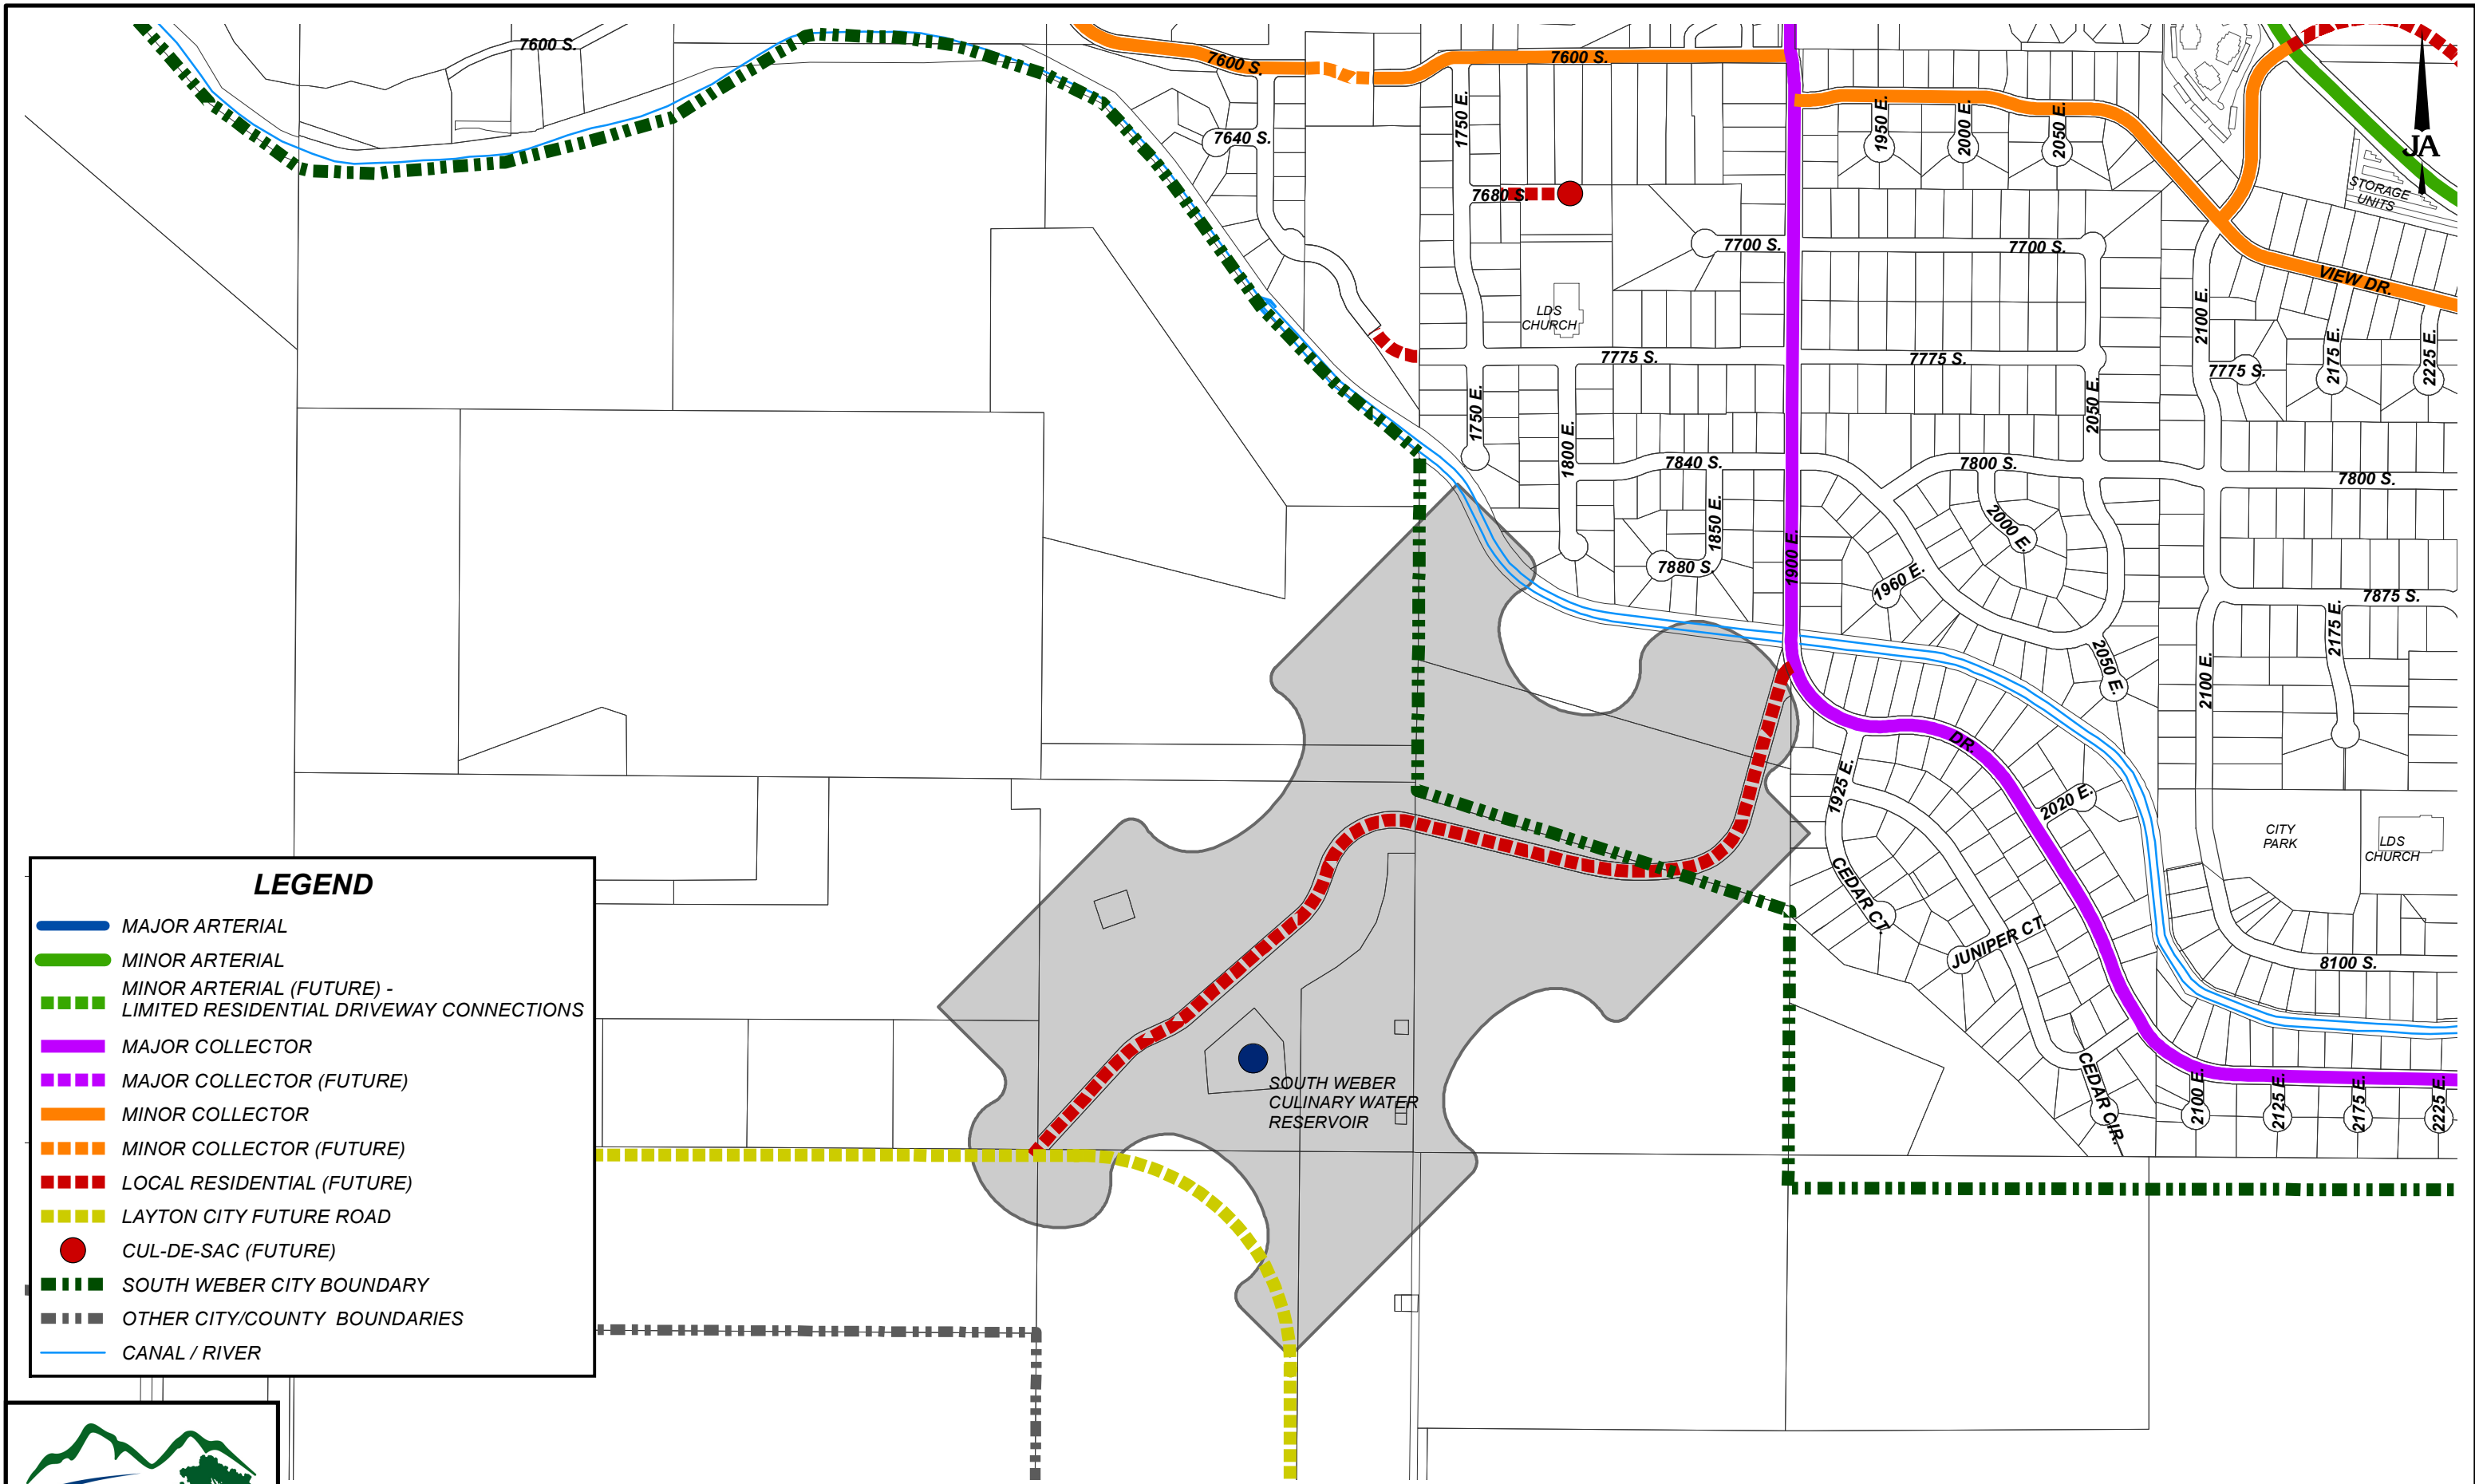 7600 S.
7600 S.
7600 S.
1750 E.
1950 E.
2000 E.
2050 E.
7640 S.
JA
7680 S.
STORAGE
UNITS
7700 S.
7700 S.
VIEW DR.
LDS
CHURCH
2100 E.
2175 E.
2225 E.
7775 S.
7775 S.
7775 S.
1750 E.
2050 E.
1800 E.
7840 S.
7800 S.
7800 S.
1850 E.
2000 E.
1900 E.
7880 S.
1960 E.
7875 S.
2175 E.
2050 E.
2100 E.
DR.
1925 E.
2020 E.
CITY
PARK
LDS
CHURCH
CEDAR CT.
JUNIPER CT.
8100 S.
CEDAR CIR.
2100 E.
2125 E.
2175 E.
2225 E.
SOUTH WEBER
CULINARY WATER
RESERVOIR
LEGEND
MAJOR ARTERIAL
MINOR ARTERIAL
MINOR ARTERIAL (FUTURE) -
LIMITED RESIDENTIAL DRIVEWAY CONNECTIONS
MAJOR COLLECTOR
MAJOR COLLECTOR (FUTURE)
MINOR COLLECTOR
MINOR COLLECTOR (FUTURE)
LOCAL RESIDENTIAL (FUTURE)
LAYTON CITY FUTURE ROAD
CUL-DE-SAC (FUTURE)
SOUTH WEBER CITY BOUNDARY
OTHER CITY/COUNTY BOUNDARIES
CANAL / RIVER